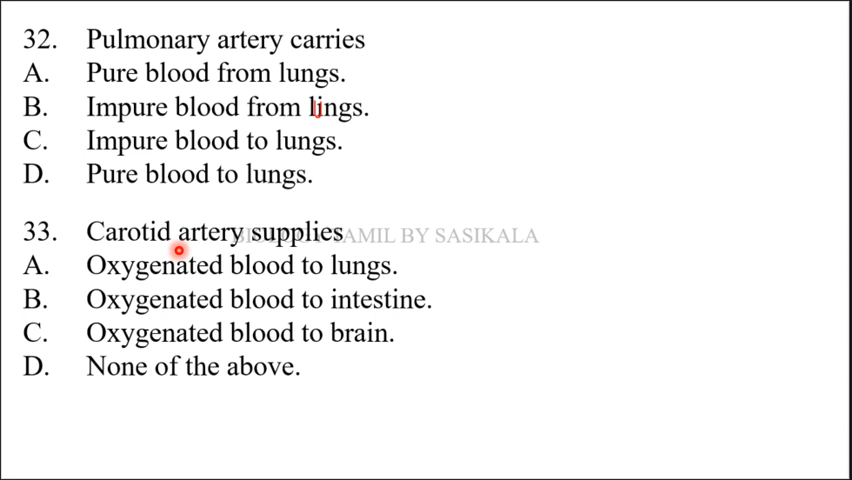 32. Pulmonary artery carries
A. Pure blood from lungs.
B. Impure blood from lings.
C. Impure blood to lungs.
D. Pure blood to lungs.
33. Carotid artery supplies
TAMIL BY SASIKALA
A. Oxygenated blood to lungs.
B. Oxygenated blood to intestine.
C. Oxygenated blood to brain.
D. None of the above.